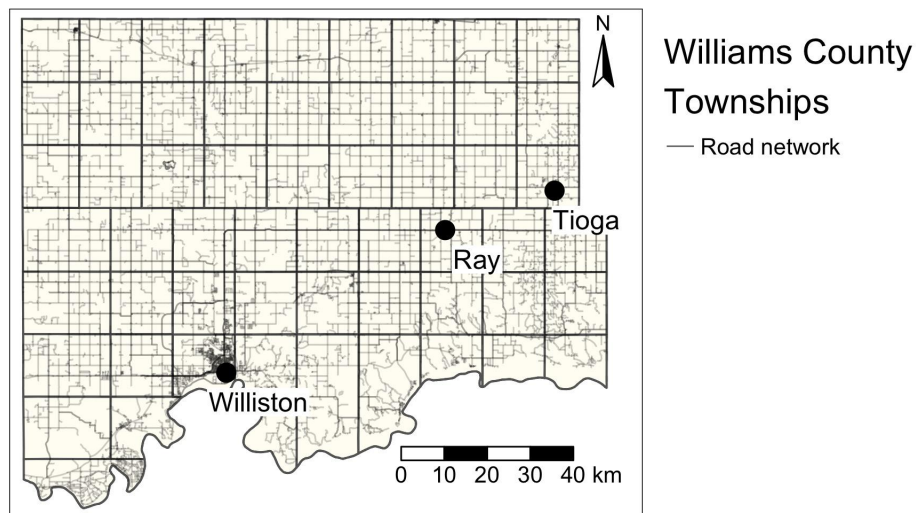 N
Williams County
Townships
Road network
Tioga
Ray
Williston
0 10 20 30 40 km